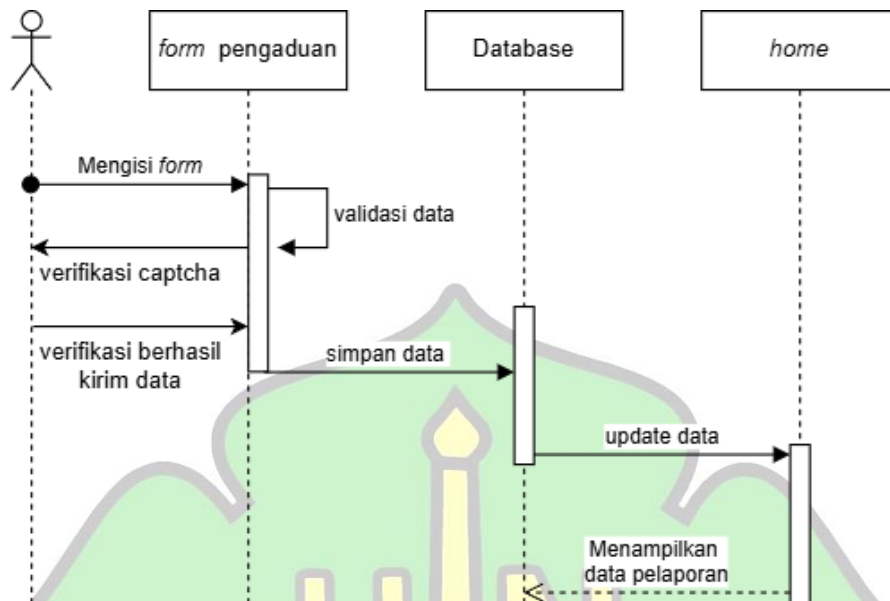 form pengaduan
Database
home
Mengisi form
validasi data
verifikasi captcha
verifikasi berhasil
kirim data
simpan data
update data
Menampilkan
data pelaporan